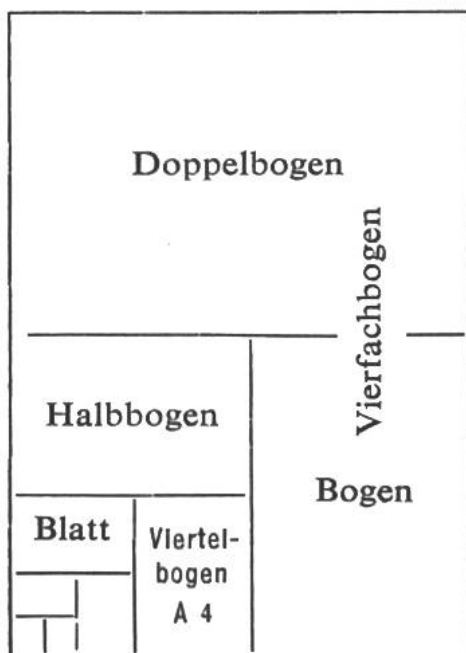 Doppelbogen
Vierfachbogen
Halbbogen
Bogen
Blatt
Viertel-
bogen
A 4